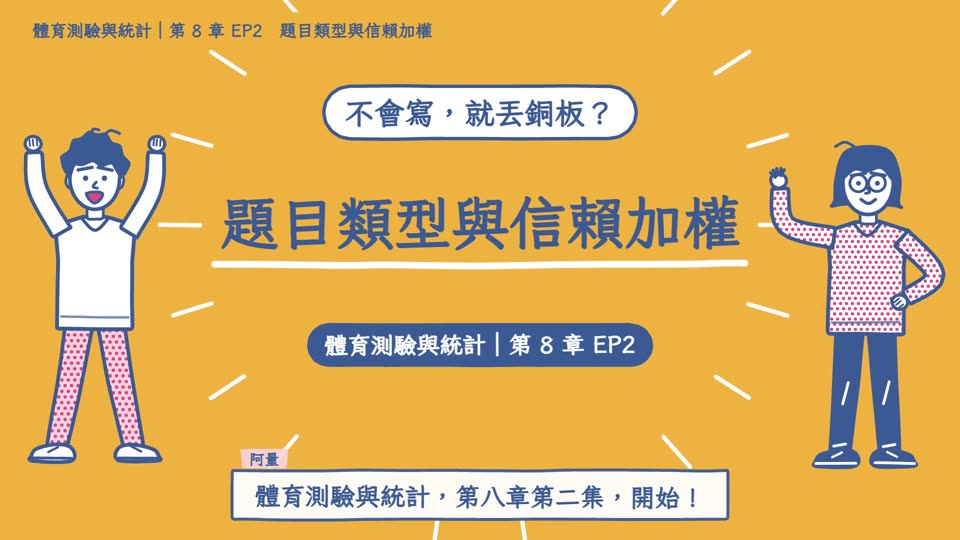 體育測驗與統計｜第 8 章 EP2　題目類型與信賴加權
不會寫，就丟銅板？
題目類型與信賴加權
體育測驗與統計｜第 8 章 EP2
阿量
體育測驗與統計，第八章第二集，開始！